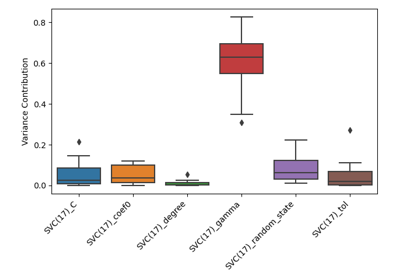 0.8
0.6
0.4
0.2
0.0
Variance Contribution
SVC(17)_C
SVC(17)_coef0
SVC(17)_degree
SVC(17)_gamma
SVC(17)_random_state
SVC(17)_tol